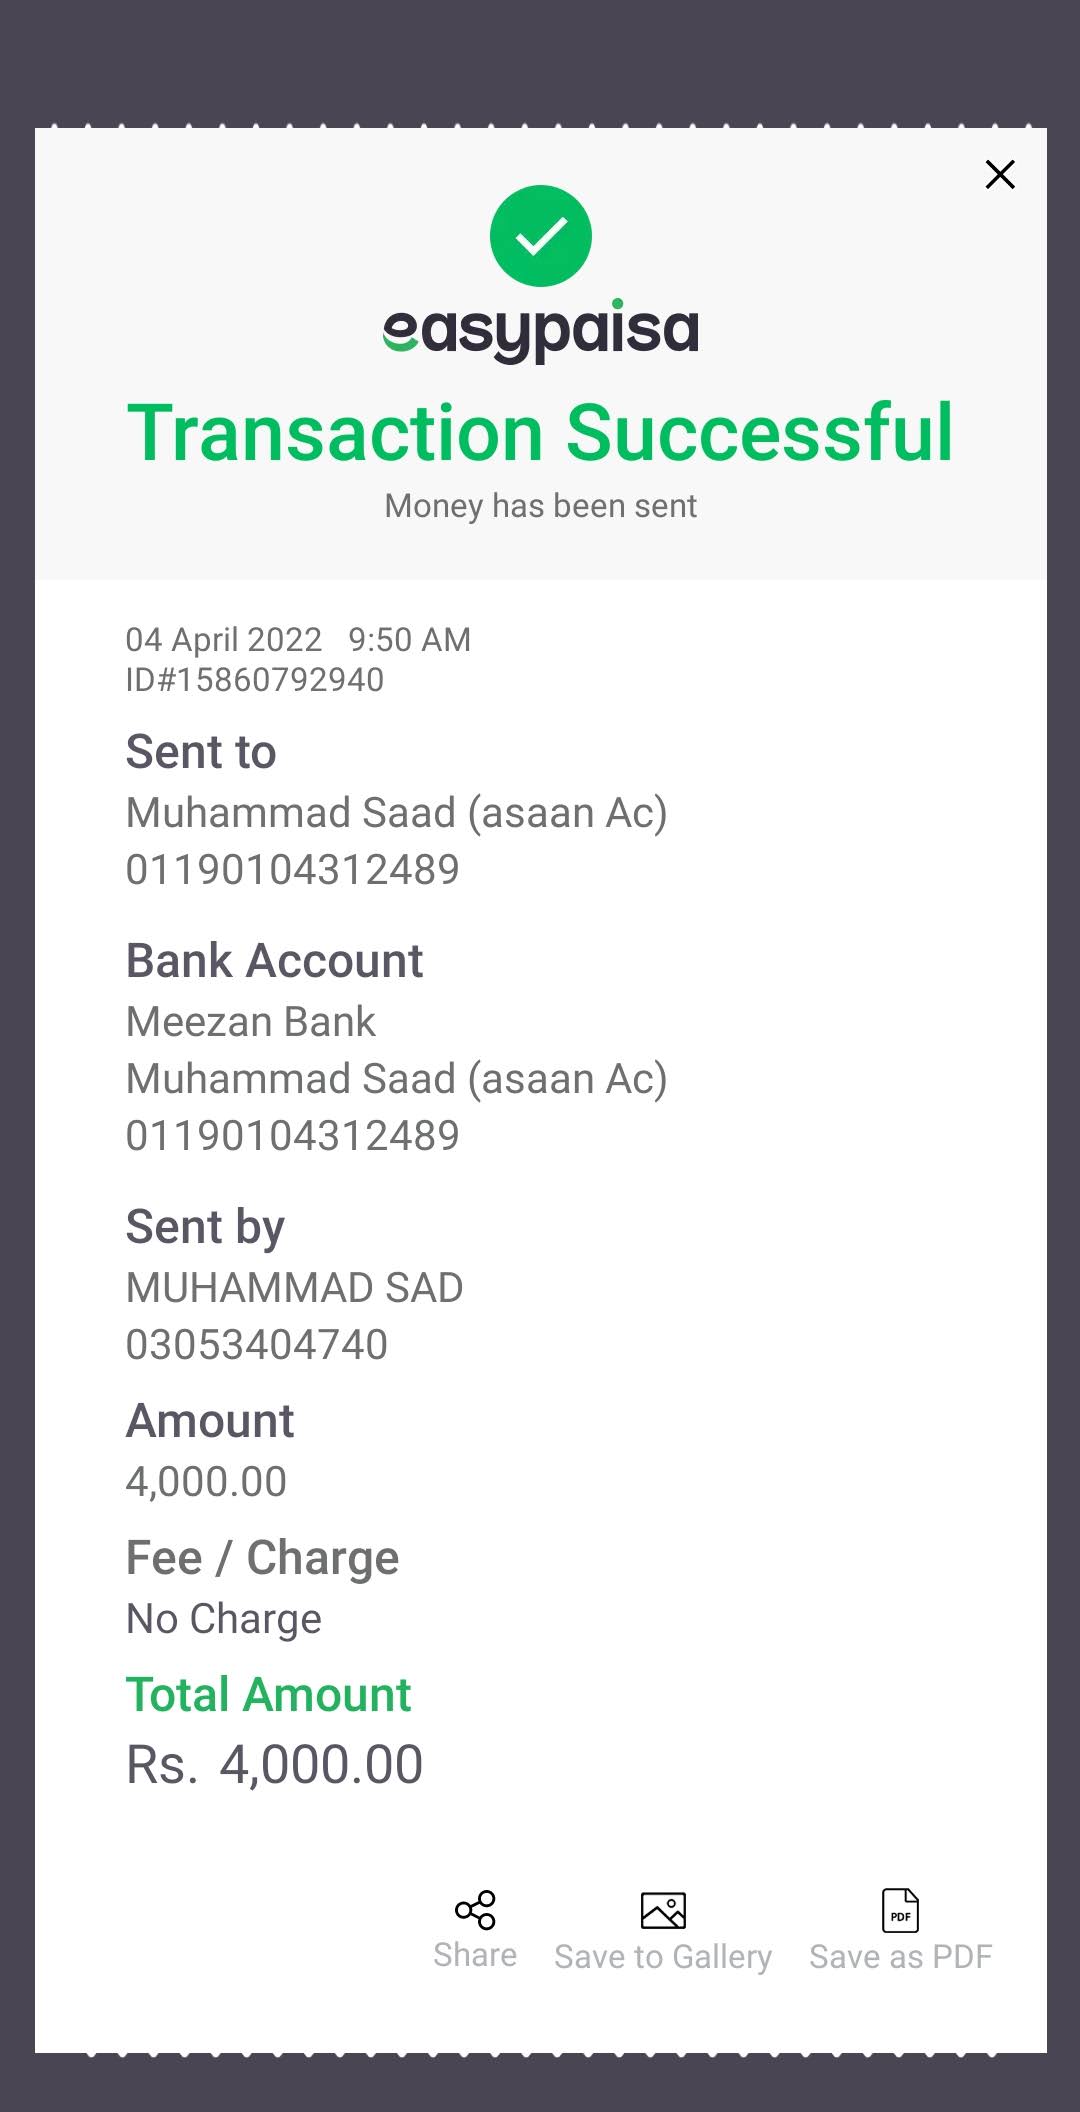 easypaisa
Transaction Successful
Money has been sent
04 April 2022 9:50 AM
ID#15860792940
Sent to
Muhammad Saad (asaan Ac)
01190104312489
Bank Account
Meezan Bank
Muhammad Saad (asaan Ac)
01190104312489
Sent by
MUHAMMAD SAD
03053404740
Amount
4,000.00
Fee / Charge
No Charge
Total Amount
Rs. 4,000.00
PDF
Share Save to Gallery Save as PDF